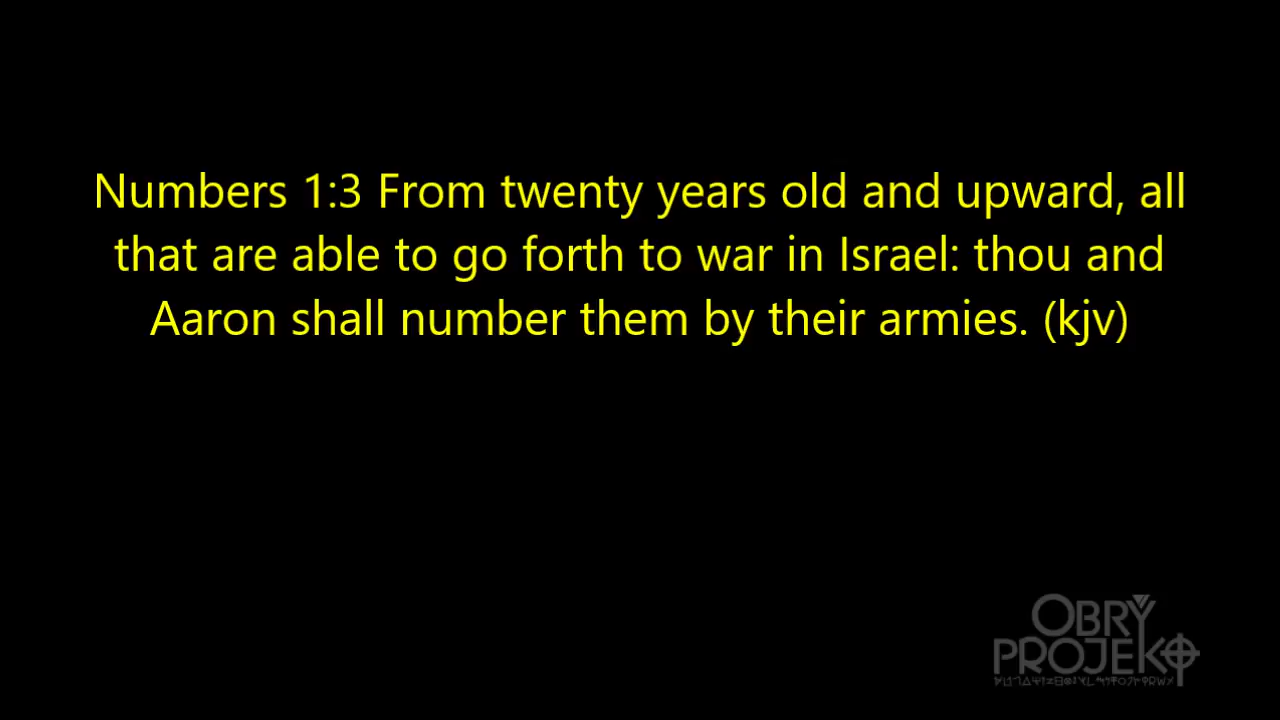 Numbers 1:3 From twenty years old and upward, all
that are able to go forth to war in Israel: thou and
Aaron shall number them by their armies. (kjv)
OBRY
PROJEK